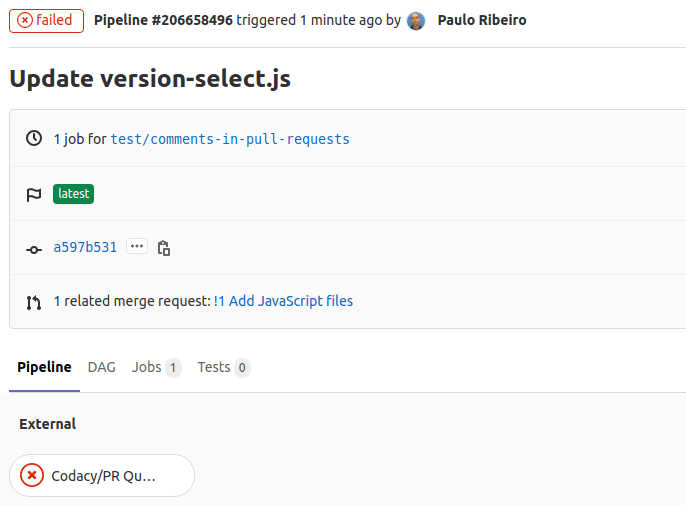 failed Pipeline #206658496 triggered 1 minute ago by Paulo Ribeiro
Update version-select.js
1 job for test/comments-in-pull-requests
latest
a597b531
1 related merge request: !1 Add JavaScript files
Pipeline DAG Jobs 1 Tests 0
External
Codacy/PR Qu...